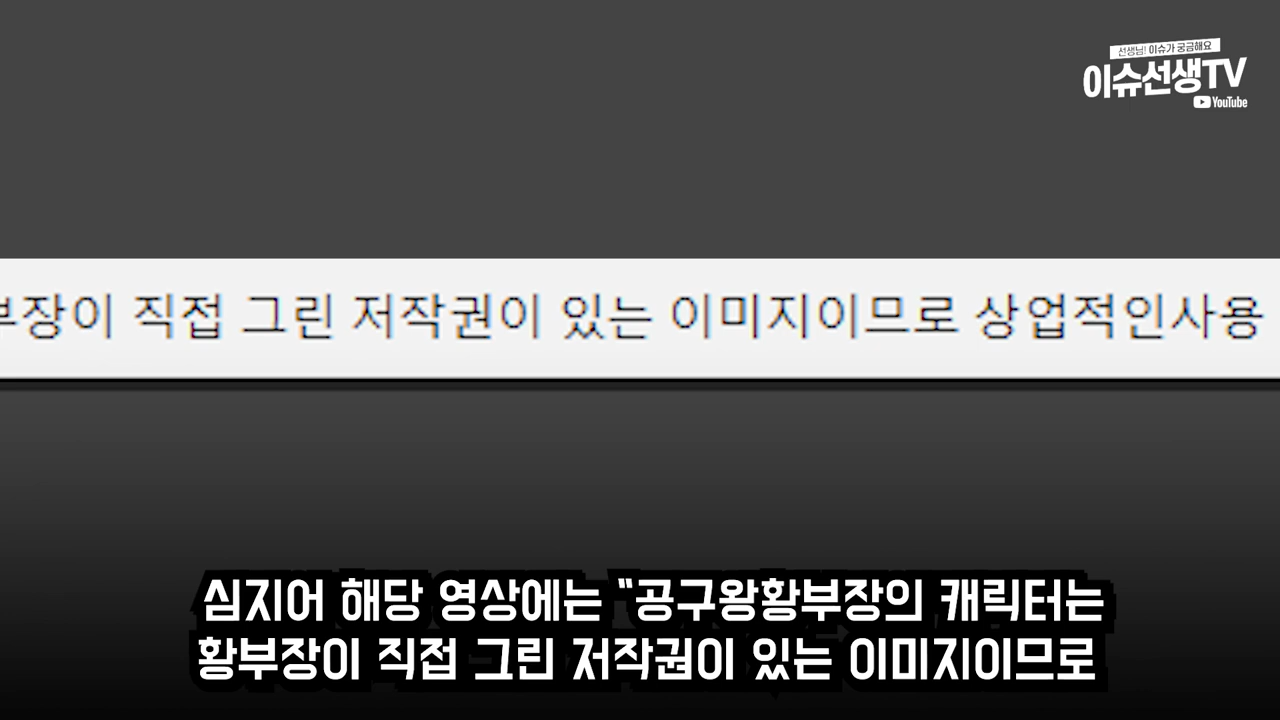 선생님! 이슈가 궁금해요
이슈선생TV
YouTube
부장이 직접 그린 저작권이 있는 이미지이므로 상업적인사용
심지어 해당 영상에는 "공구왕황부장의 캐릭터는
황부장이 직접 그린 저작권이 있는 이미지이므로